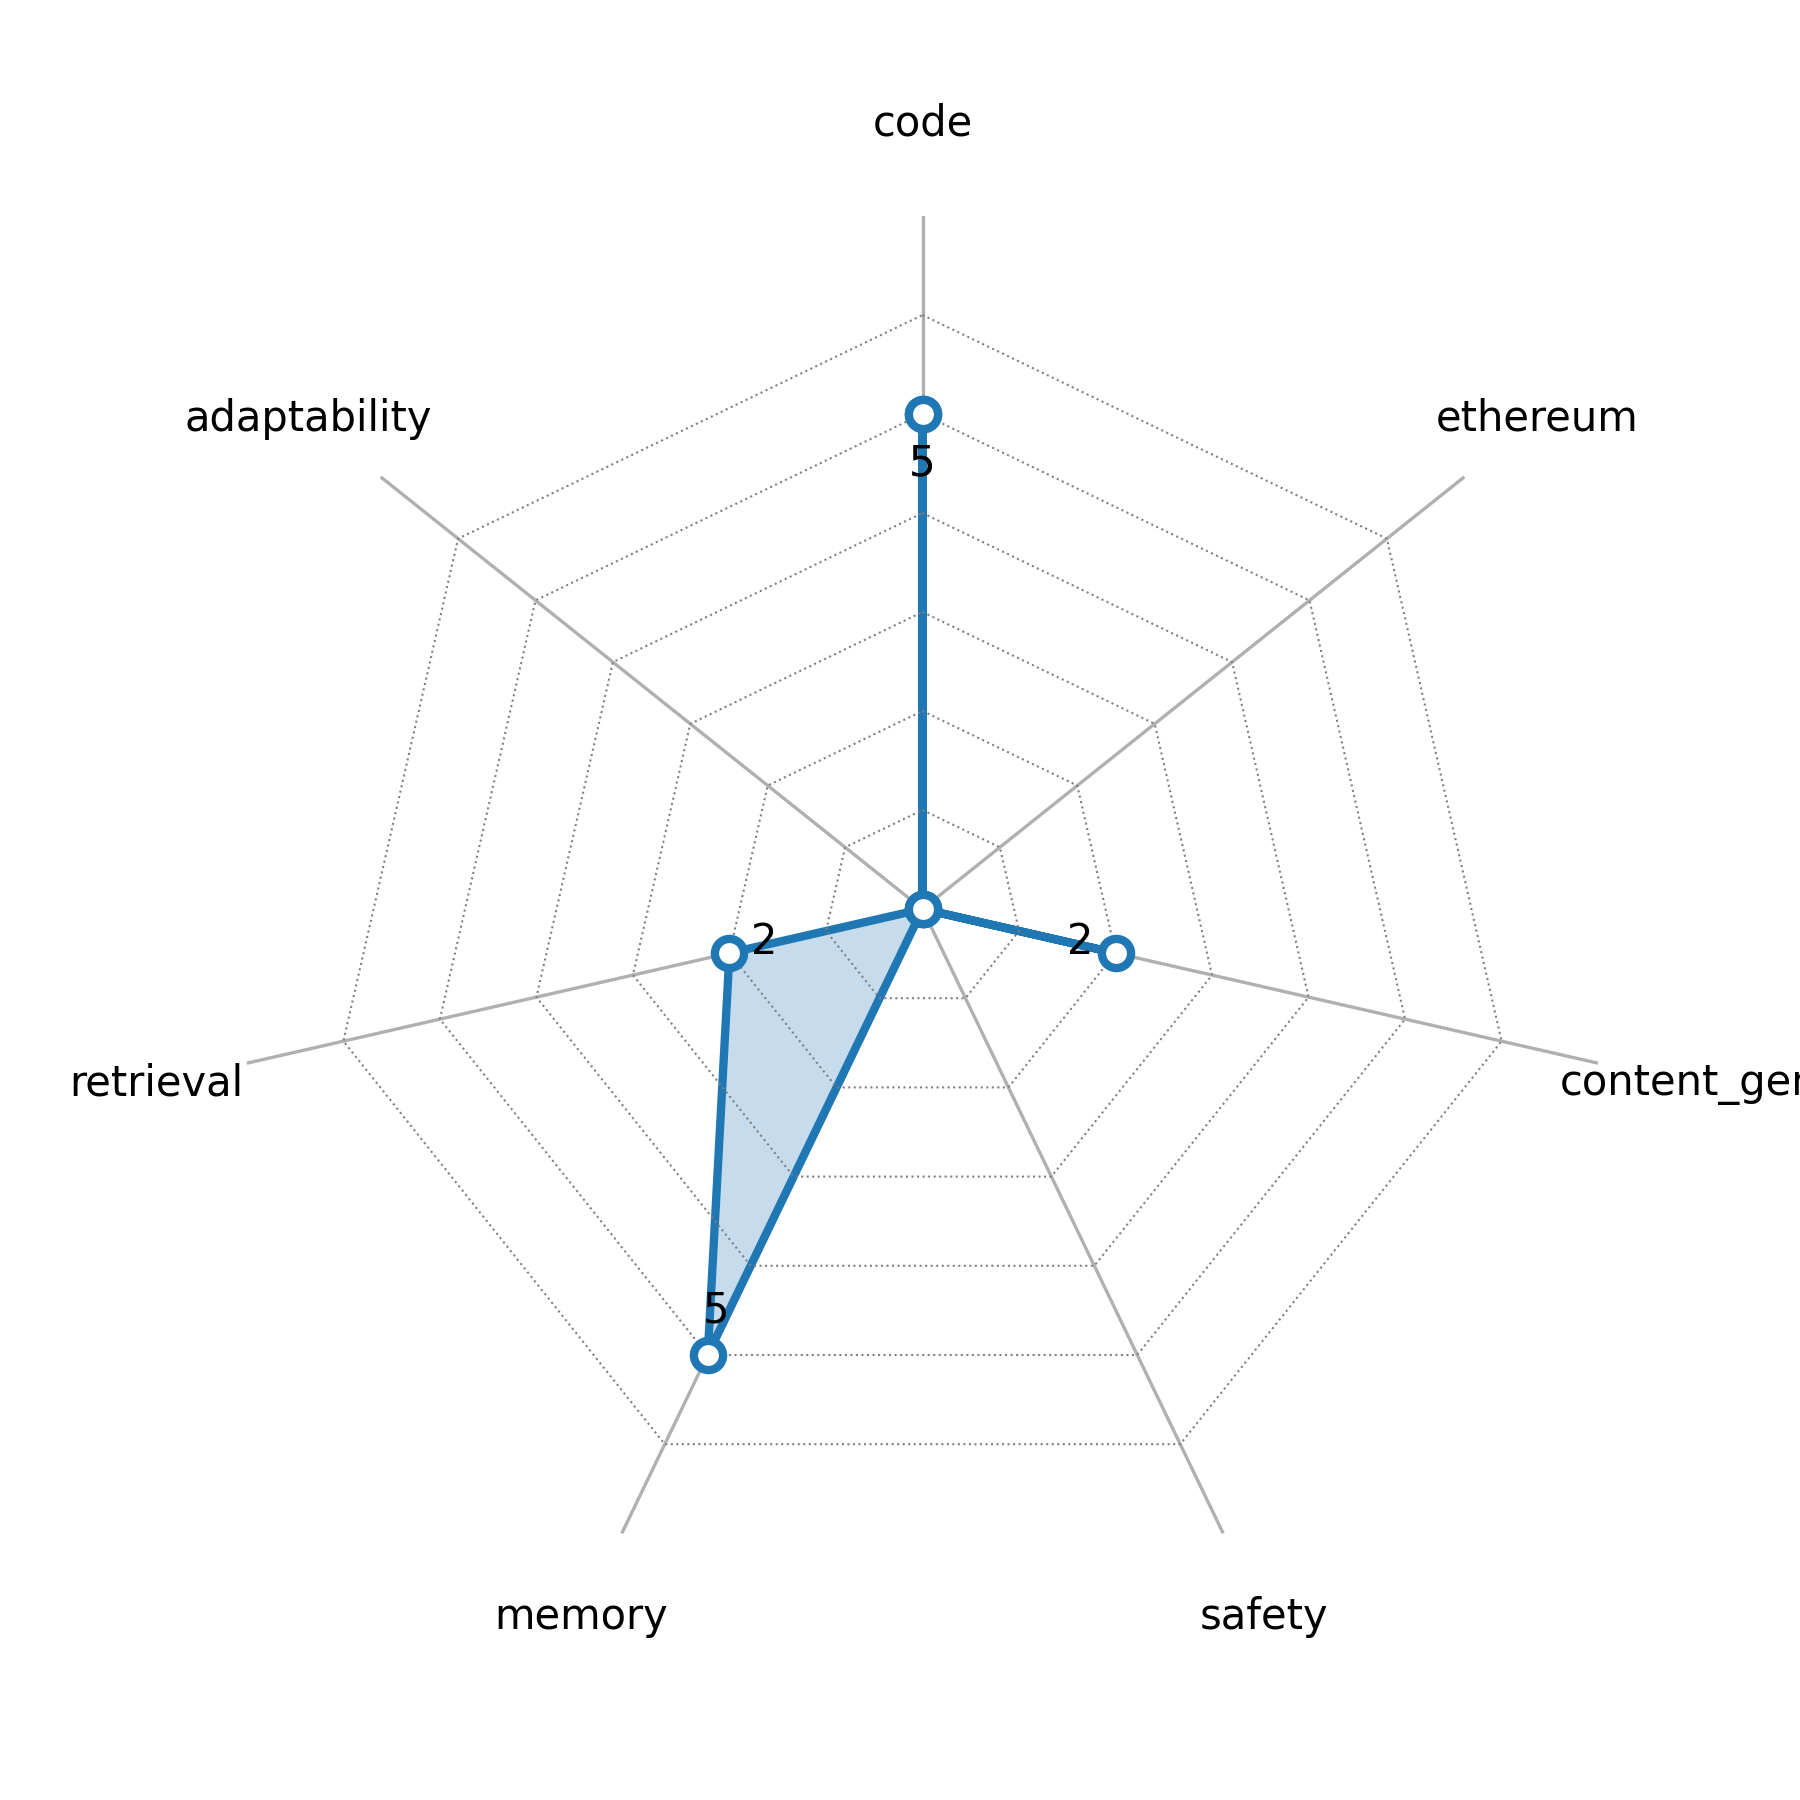 code
adaptability
ethereum
5
2
2
retrieval
content_ger
5
memory
safety